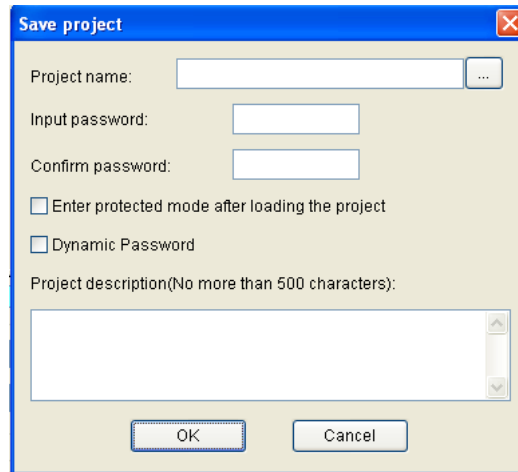 Save project
Project name:
...
Input password:
Confirm password:
Enter protected mode after loading the project
Dynamic Password
Project description(No more than 500 characters):
OK
Cancel